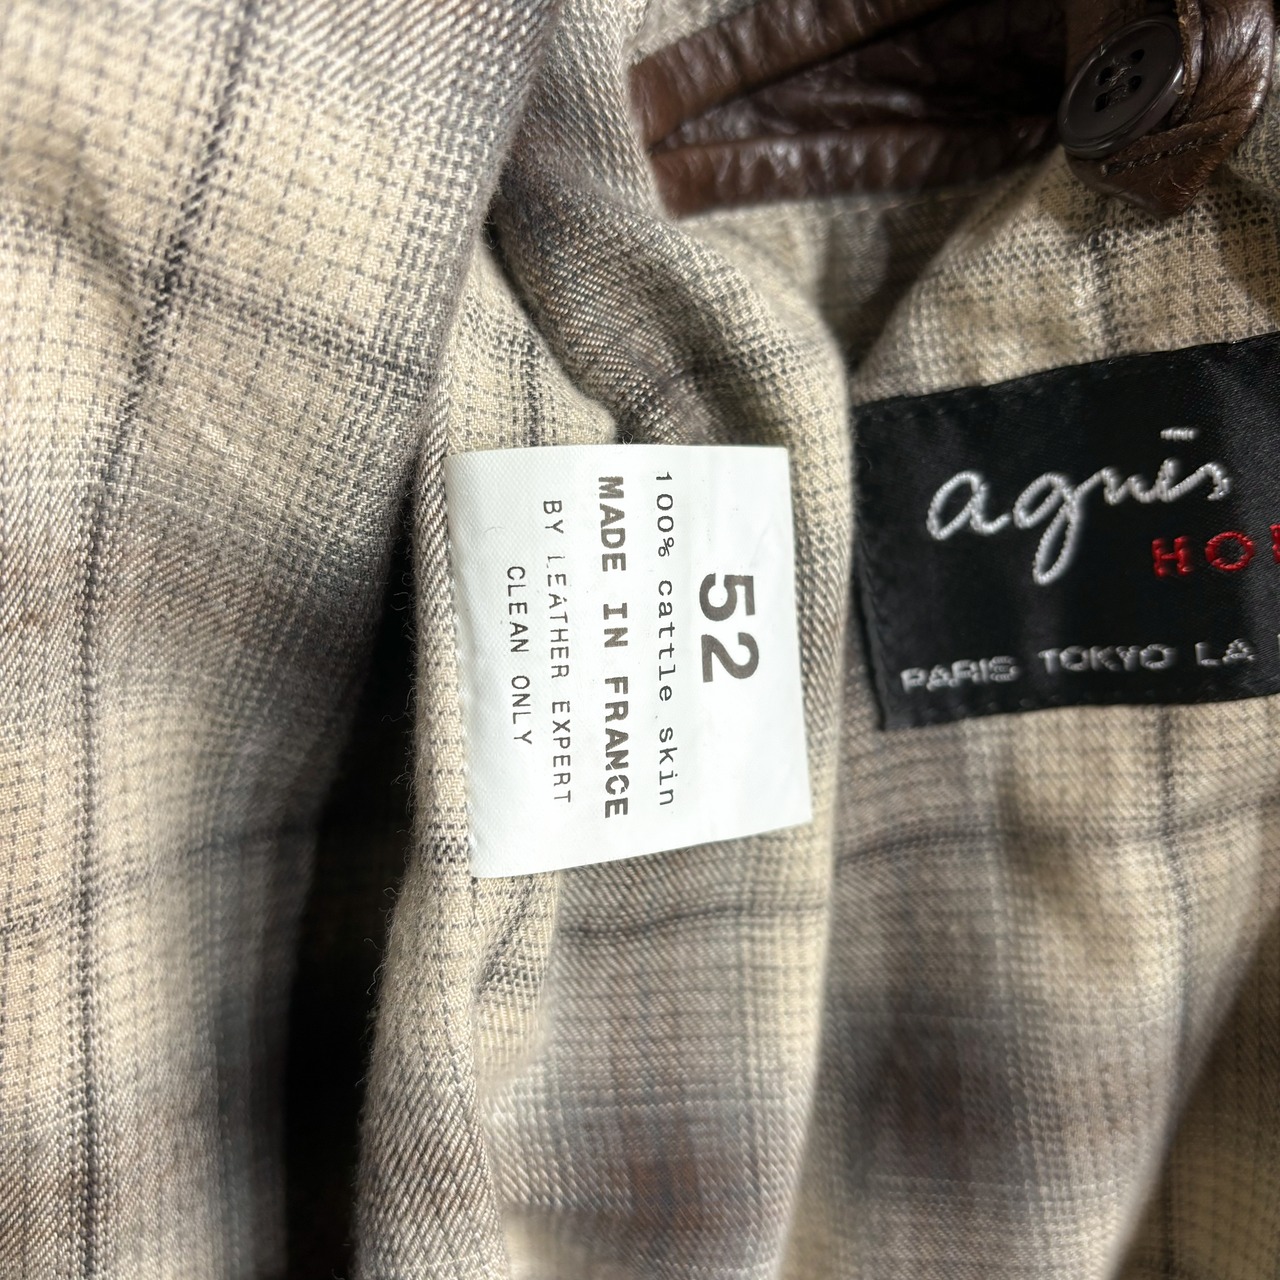 52
100% cattle skin
MADE IN FRANCE
BY LEATHER EXPERT
CLEAN ONLY
agnès
HO
PARIS TOKYO LA